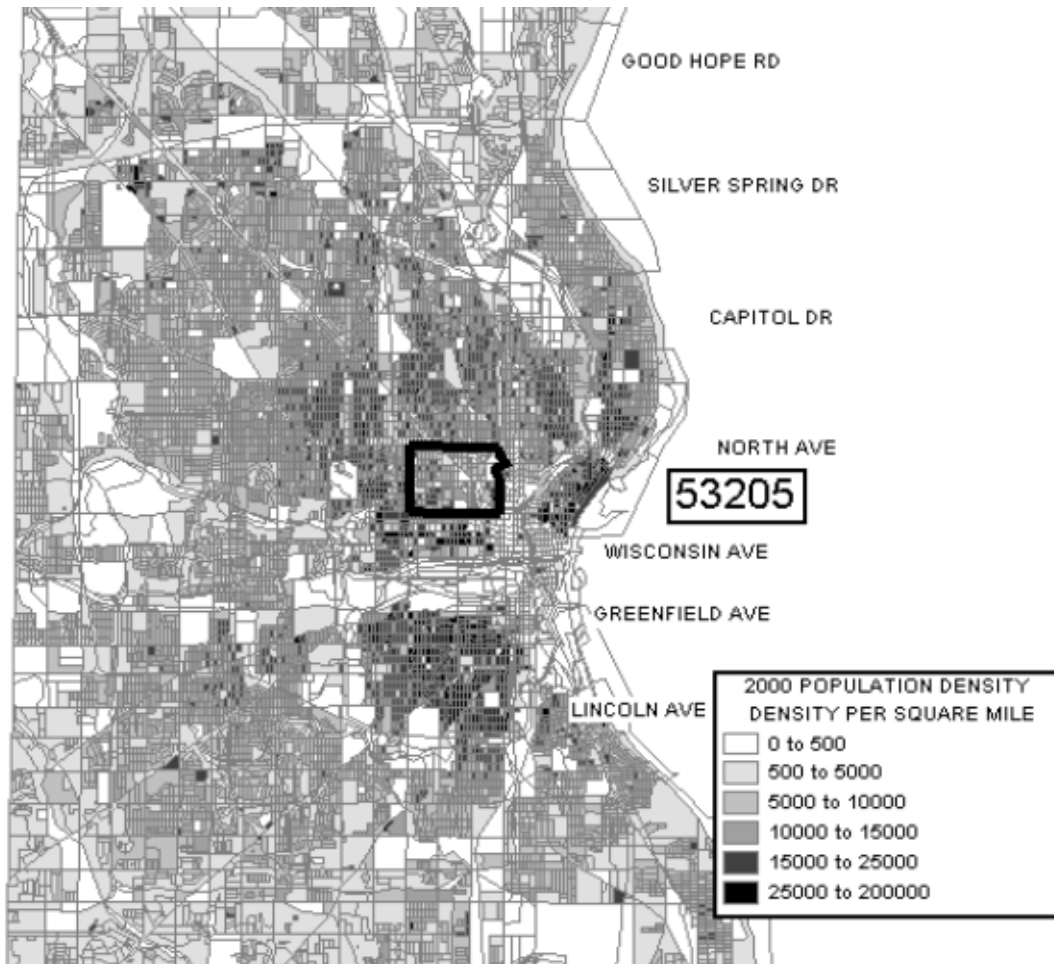 GOOD HOPE RD
SILVER SPRING DR
CAPITOL DR
NORTH AVE
53205
WISCONSIN AVE
GREENFIELD AVE
LINCOLN AVE
2000 POPULATION DENSITY
DENSITY PER SQUARE MILE
0 to 500
500 to 5000
5000 to 10000
10000 to 15000
15000 to 25000
25000 to 200000